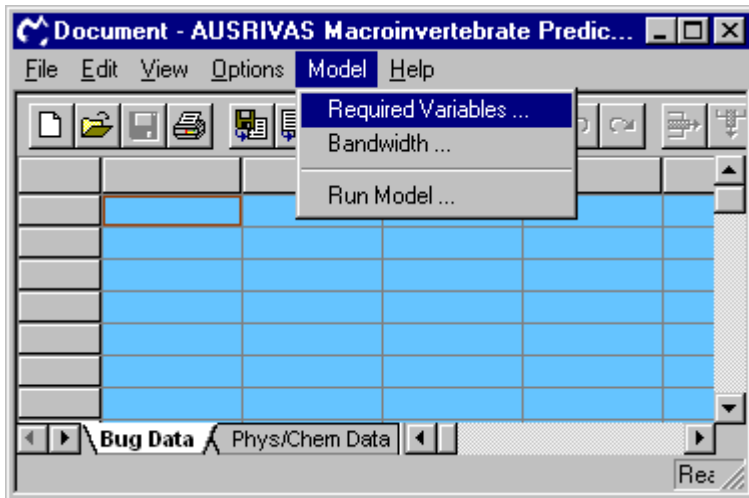 Document - AUSRIVAS Macroinvertebrate Predic...
File Edit View Options Model Help
Required Variables ...
Bandwidth ...
Run Model ...
Bug Data Phys/Chem Data